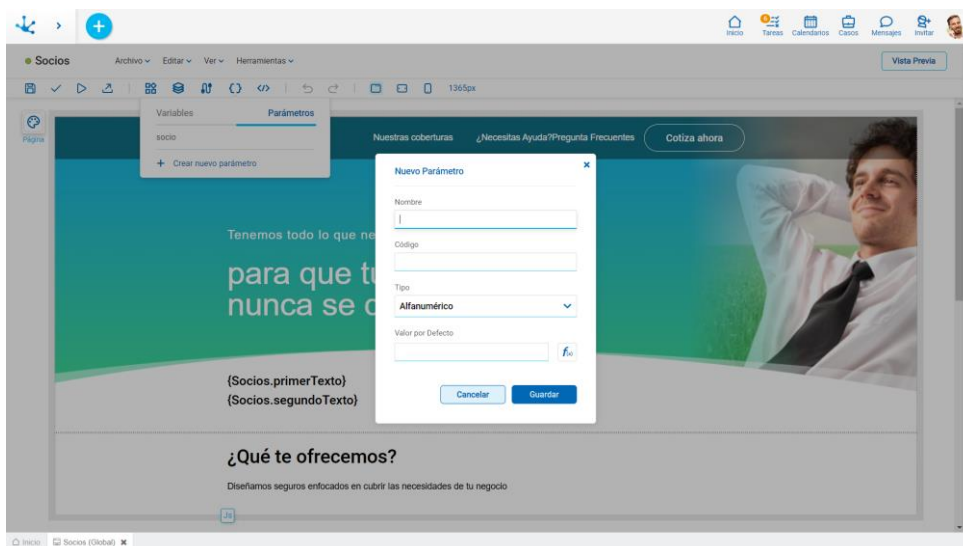 Inicio
Tareas
Calendarios
Casos
Mensajes
Invitar
Socios
Archivo
Editar
Ver
Herramientas
Vista Previa
1365px
Página
Variables
Parámetros
socio
+ Crear nuevo parámetro
Nuestras coberturas
¿Necesitas Ayuda?Pregunta Frecuentes
Cotiza ahora
Nuevo Parámetro
Nombre
Código
Tipo
Alfanumérico
Valor por Defecto
Cancelar
Guardar
Tenemos todo lo que ne
para que tu
nunca se d
{Socios.primerTexto}
{Socios.segundoTexto}
¿Qué te ofrecemos?
Diseñamos seguros enfocados en cubrir las necesidades de tu negocio
JS
Inicio
Socios (Global)